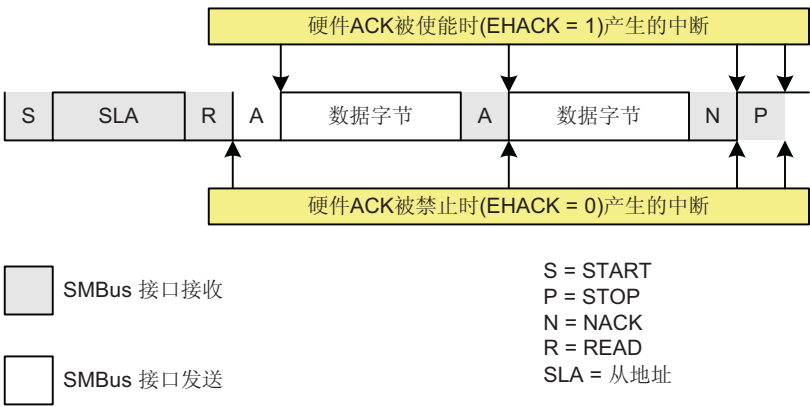 硬件ACK被使能时(EHACK = 1)产生的中断
S SLA R A 数据字节 A 数据字节 N P
硬件ACK被禁止时(EHACK = 0)产生的中断
SMBus 接口接收
SMBus 接口发送
S = START
P = STOP
N = NACK
R = READ
SLA = 从地址